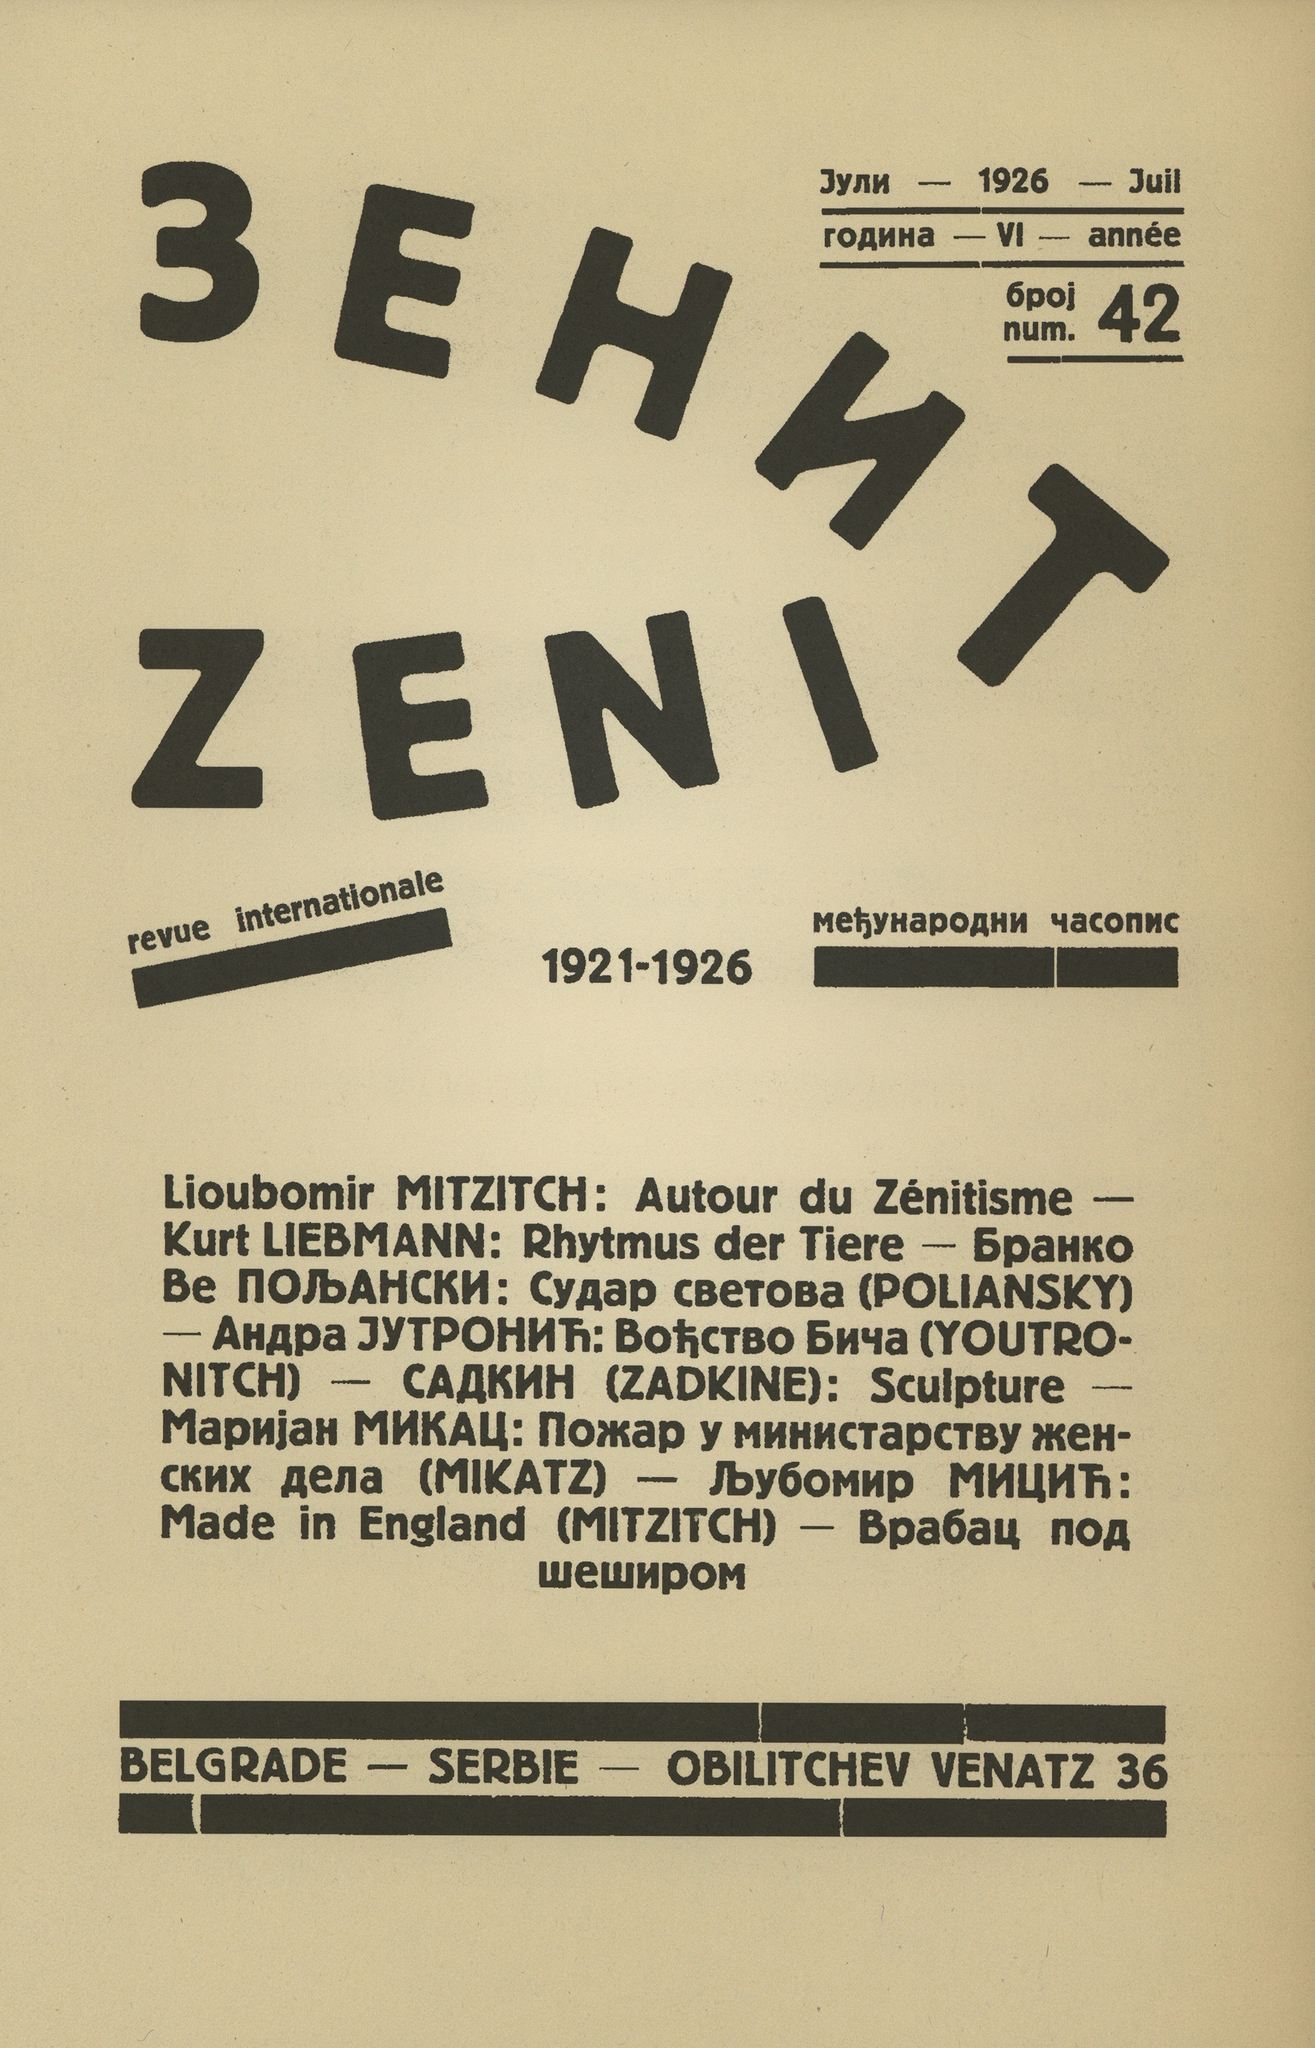 ЗЕНИТ
Јули — 1926 — Juil
година — VI — année
број
num. 42
ZENIT
revue internationale
1921-1926
међународни часопис
Lioubomir MITZITCH: Autour du Zénitisme —
Kurt LIEBMANN: Rhytmus der Tiere — Бранко
Ве ПОЉАНСКИ: Судар светова (POLIANSKY)
— Андра ЈУТРОНИЋ: Вођство Бича (YOUTRO-
NITCH) — САДКИН (ZADKINE): Sculpture —
Маријан МИКАЦ: Пожар у министарству жен-
ских дела (MIKATZ) — Љубомир МИЦИЋ:
Made in England (MITZITCH) — Врабац под
шеширом
BELGRADE — SERBIE — OBILITCHEV VENATZ 36